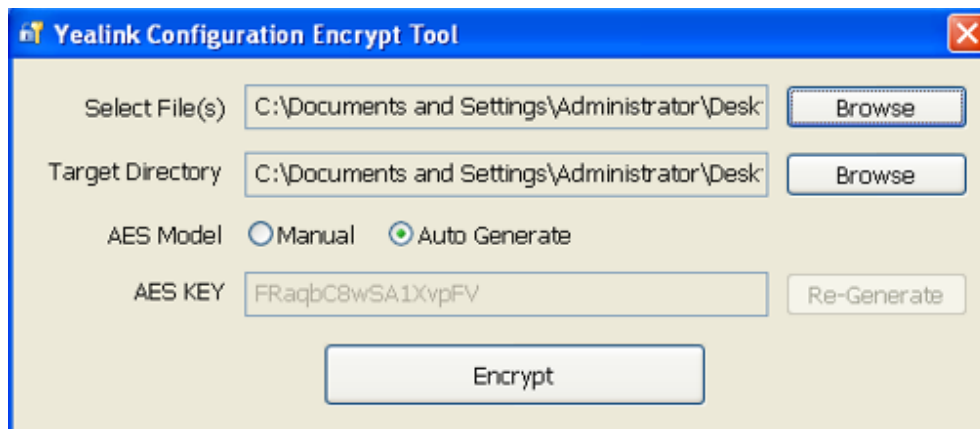 Yealink Configuration Encrypt Tool
Select File(s) C:\Documents and Settings\Administrator\Desk Browse
Target Directory C:\Documents and Settings\Administrator\Desk Browse
AES Model Manual Auto Generate
AES KEY FRaqbC8wSA1XvpFV Re-Generate
Encrypt